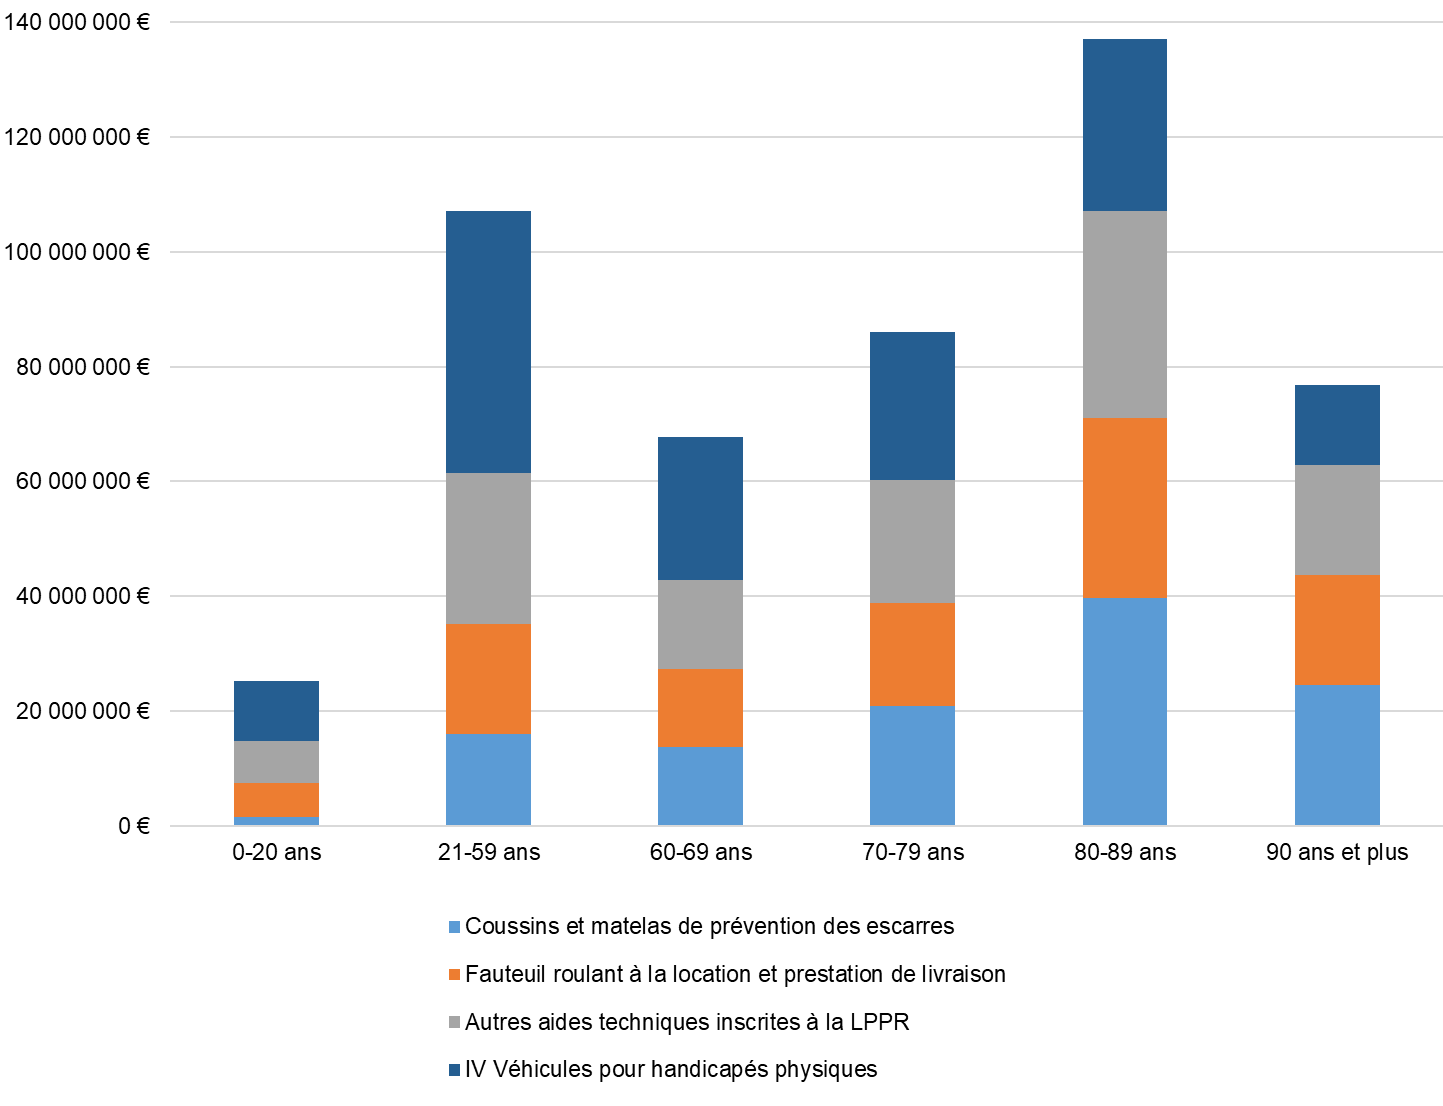 140 000 000 €
120 000 000 €
100 000 000 €
80 000 000 €
60 000 000 €
40 000 000 €
20 000 000 €
0 €
0-20 ans
21-59 ans
60-69 ans
70-79 ans
80-89 ans
90 ans et plus
Coussins et matelas de prévention des escarres
Fauteuil roulant à la location et prestation de livraison
Autres aides techniques inscrites à la LPPR
IV Véhicules pour handicapés physiques